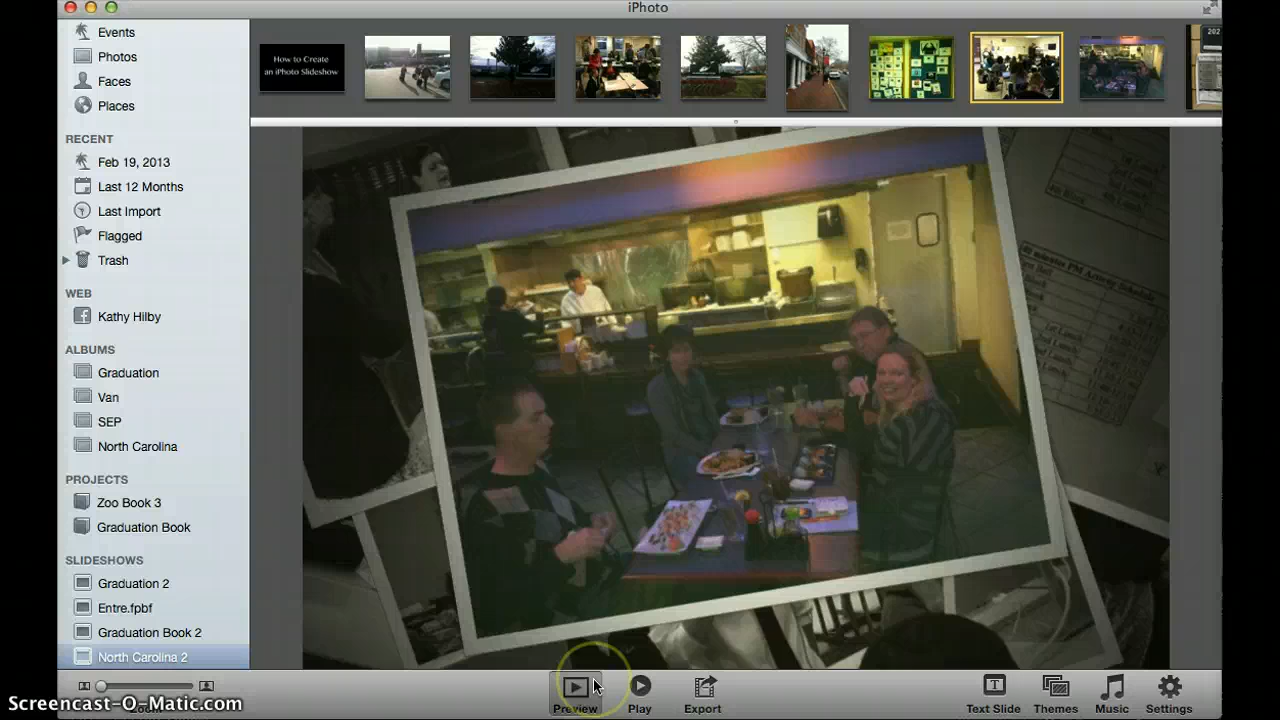 iPhoto
Events
Photos
Faces
Places
RECENT
Feb 19, 2013
Last 12 Months
Last Import
Flagged
Trash
WEB
Kathy Hilby
ALBUMS
Graduation
Van
SEP
North Carolina
PROJECTS
Zoo Book 3
Graduation Book
SLIDESHOWS
Graduation 2
Entre.fpbf
Graduation Book 2
North Carolina 2
How to Create
an iPhoto Slideshow
202
1st Lunch
Preview
Play
Export
Text Slide
Themes
Music
Settings
Screencast-O-Matic.com